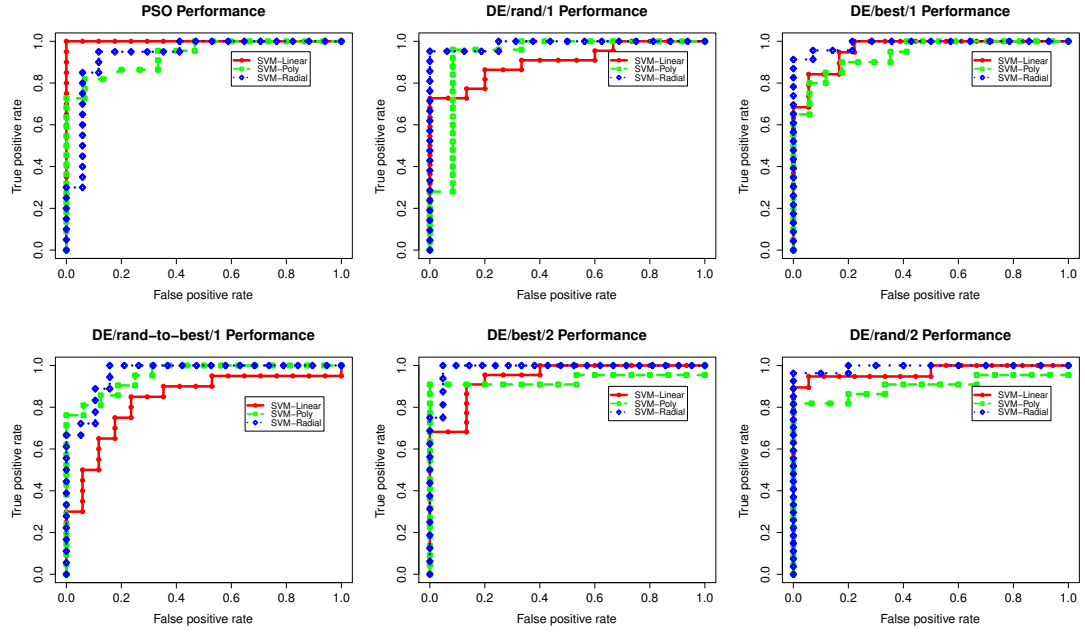 PSO Performance
True positive rate
0.0 0.2 0.4 0.6 0.8 1.0
SVM-Linear
SVM-Poly
SVM-Radial
0.0 0.2 0.4 0.6 0.8 1.0
False positive rate
DE/rand/1 Performance
True positive rate
0.0 0.2 0.4 0.6 0.8 1.0
SVM-Linear
SVM-Poly
SVM-Radial
0.0 0.2 0.4 0.6 0.8 1.0
False positive rate
DE/best/1 Performance
True positive rate
0.0 0.2 0.4 0.6 0.8 1.0
SVM-Linear
SVM-Poly
SVM-Radial
0.0 0.2 0.4 0.6 0.8 1.0
False positive rate
DE/rand-to-best/1 Performance
True positive rate
0.0 0.2 0.4 0.6 0.8 1.0
SVM-Linear
SVM-Poly
SVM-Radial
0.0 0.2 0.4 0.6 0.8 1.0
False positive rate
DE/best/2 Performance
True positive rate
0.0 0.2 0.4 0.6 0.8 1.0
SVM-Linear
SVM-Poly
SVM-Radial
0.0 0.2 0.4 0.6 0.8 1.0
False positive rate
DE/rand/2 Performance
True positive rate
0.0 0.2 0.4 0.6 0.8 1.0
SVM-Linear
SVM-Poly
SVM-Radial
0.0 0.2 0.4 0.6 0.8 1.0
False positive rate